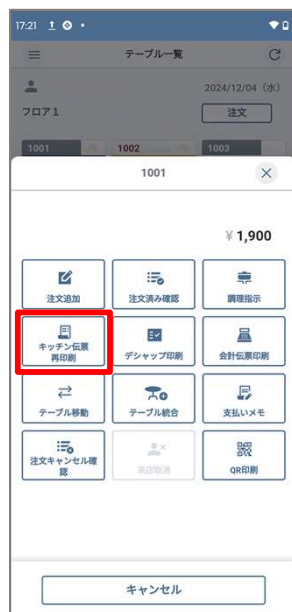 17:21
テーブル一覧
2024/12/04（水）
フロア1
注文
1001
1002
1003
1001
¥ 1,900
注文追加
注文済み確認
調理指示
キッチン伝票
再印刷
デシャップ印刷
会計伝票印刷
テーブル移動
テーブル統合
支払いメモ
注文キャンセル確
認
来店取消
QR印刷
キャンセル